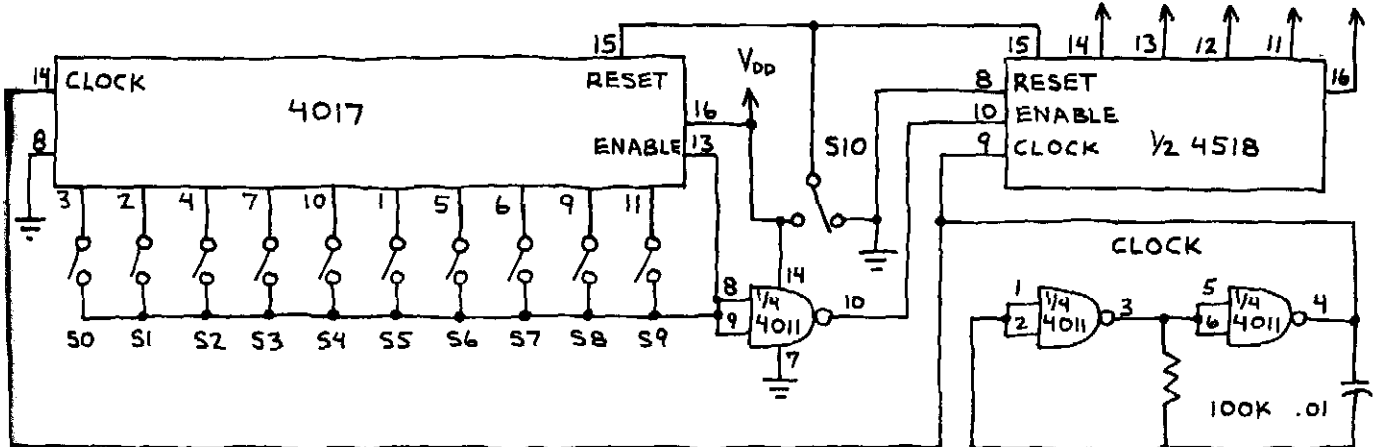 15 15 14 13 12 11
14 CLOCK RESET VDD 8 RESET 16
4017 16 10 ENABLE
8 ENABLE 13 S10 9 CLOCK ½ 4518
3 2 4 7 10 1 5 6 9 11
CLOCK
14
8 1/4 10 1 1/4 3 5 1/4 4
9 4011 2 4011 6 4011
S0 S1 S2 S3 S4 S5 S6 S7 S8 S9
7
100K .01